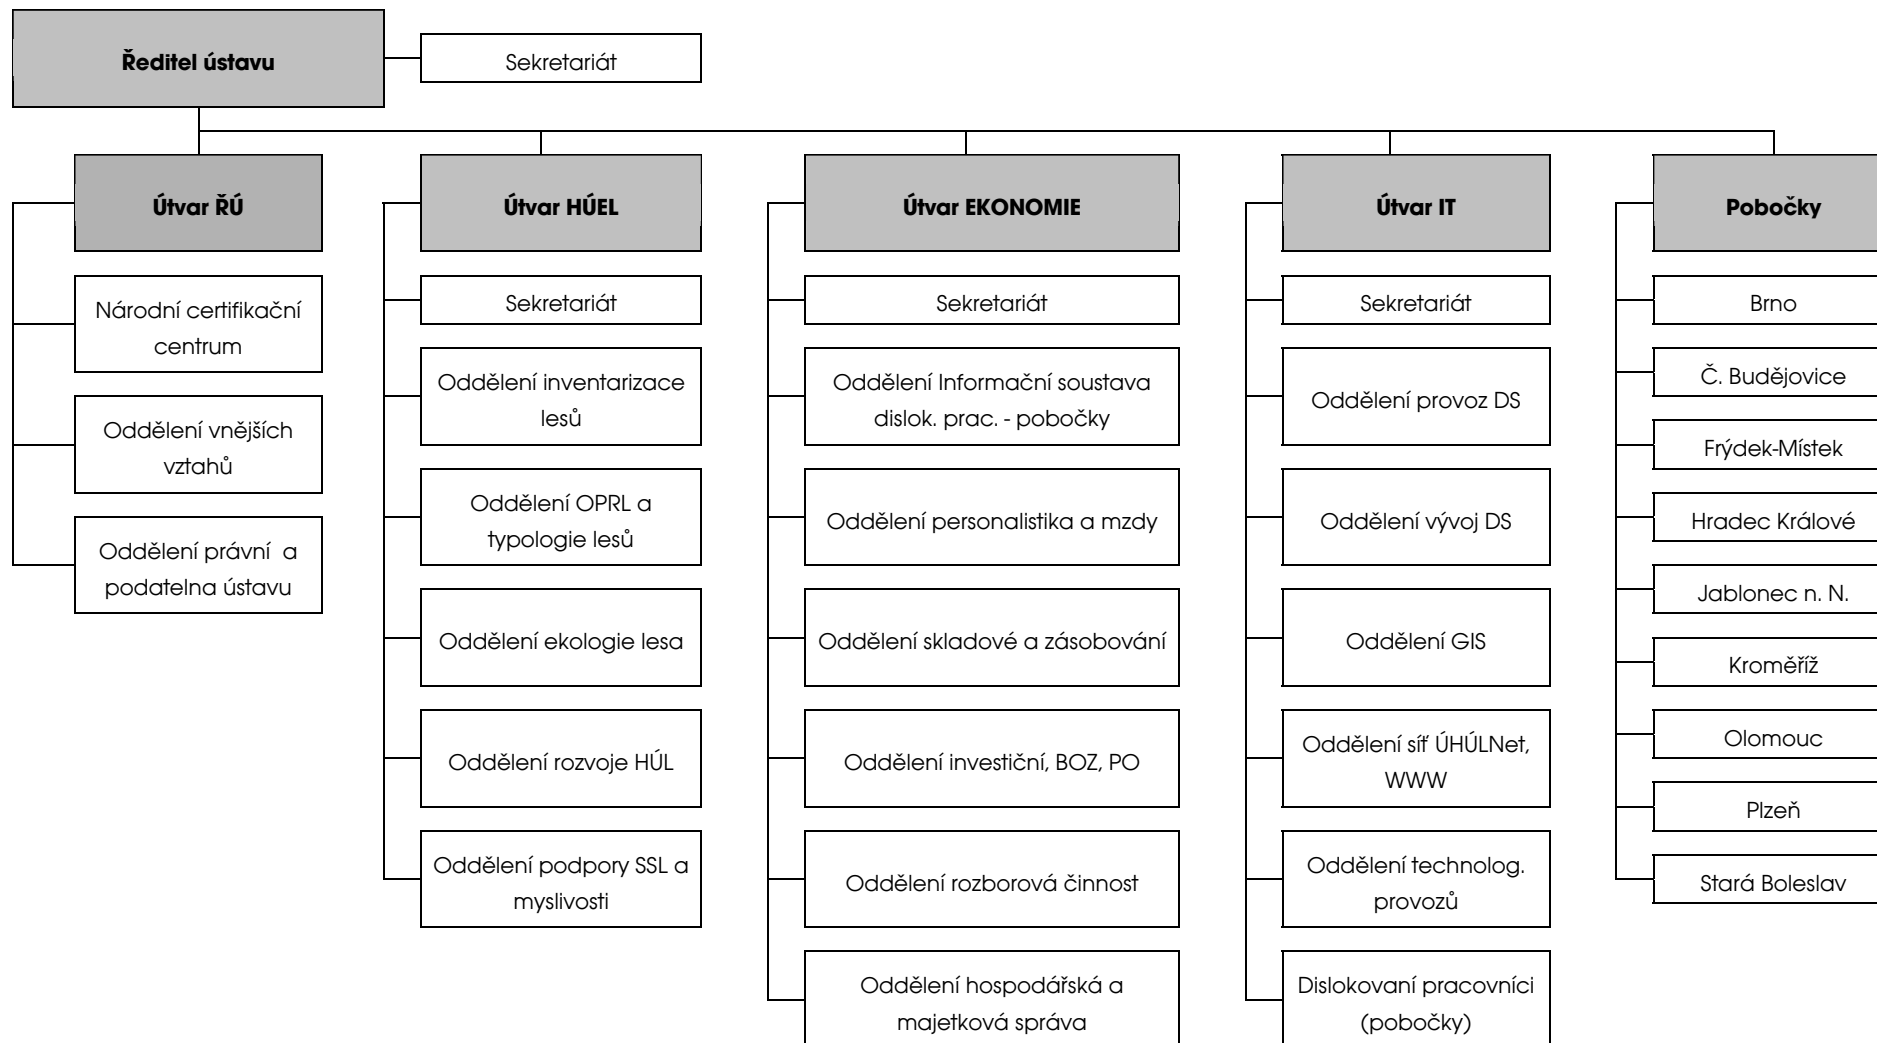 Ředitel ústavu
Sekretariát
Útvar ŘÚ
Národní certifikační
centrum
Oddělení vnějších
vztahů
Oddělení právní  a
podatelna ústavu
Útvar HÚEL
Sekretariát
Oddělení inventarizace
lesů
Oddělení OPRL a
typologie lesů
Oddělení ekologie lesa
Oddělení rozvoje HÚL
Oddělení podpory SSL a
myslivosti
Útvar EKONOMIE
Sekretariát
Oddělení Informační soustava
dislok. prac. - pobočky
Oddělení personalistika a mzdy
Oddělení skladové a zásobování
Oddělení investiční, BOZ, PO
Oddělení rozborová činnost
Oddělení hospodářská a
majetková správa
Útvar IT
Sekretariát
Oddělení provoz DS
Oddělení vývoj DS
Oddělení GIS
Oddělení síť ÚHÚLNet,
WWW
Oddělení technolog.
provozů
Dislokovaní pracovníci
(pobočky)
Pobočky
Brno
Č. Budějovice
Frýdek-Místek
Hradec Králové
Jablonec n. N.
Kroměříž
Olomouc
Plzeň
Stará Boleslav